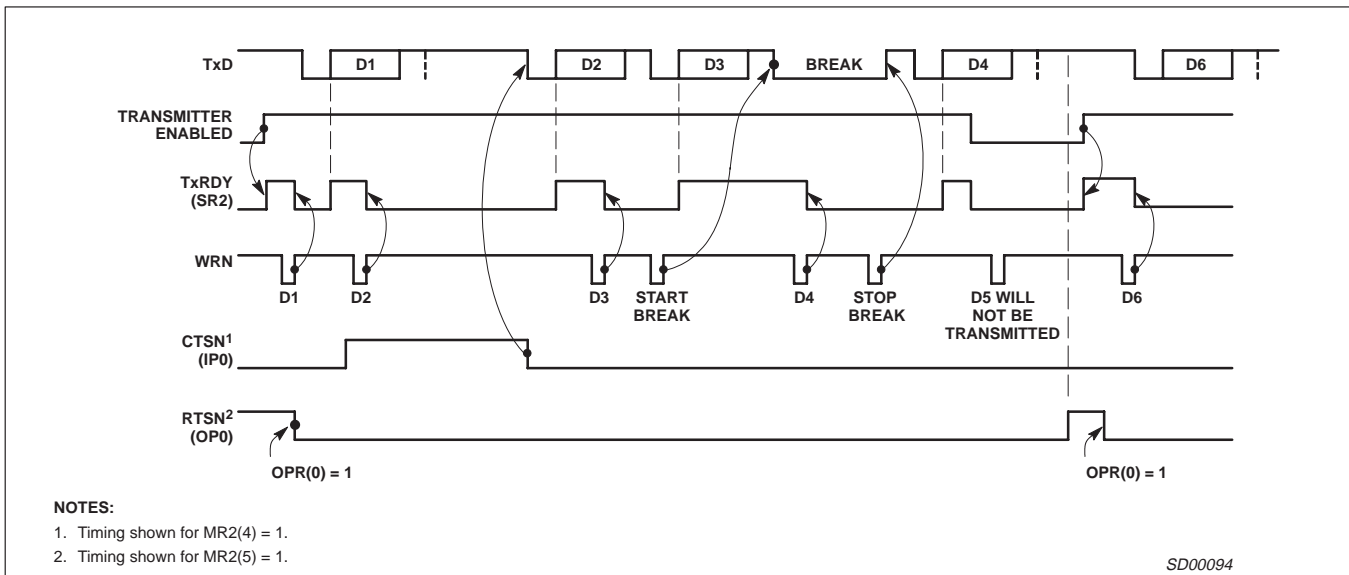 TxD
D1
D2
D3
BREAK
D4
D6
TRANSMITTER
ENABLED
TxRDY
(SR2)
WRN
D1
D2
D3
START
BREAK
D4
STOP
BREAK
D5 WILL
NOT BE
TRANSMITTED
D6
CTSN1
(IP0)
RTSN2
(OP0)
OPR(0) = 1
OPR(0) = 1
NOTES:
1. Timing shown for MR2(4) = 1.
2. Timing shown for MR2(5) = 1.
SD00094